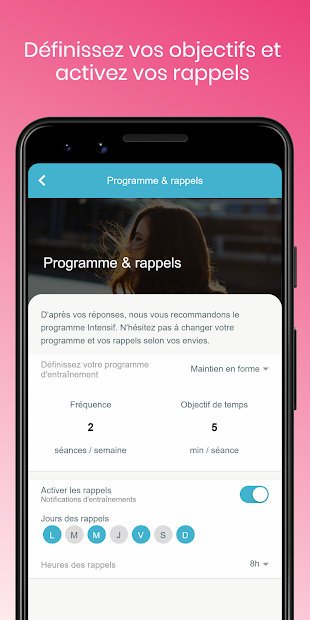 Définissez vos objectifs et
activez vos rappels
Programme & rappels
Programme & rappels
D'après vos réponses, nous vous recommandons le
programme Intensif. N'hésitez pas à changer votre
programme et vos rappels selon vos envies.
Définissez votre programme
d'entraînement
Maintien en forme
Fréquence
Objectif de temps
2
5
séances / semaine
min / séance
Activer les rappels
Notifications d'entraînements
Jours des rappels
L M M J V S D
Heures des rappels
8h